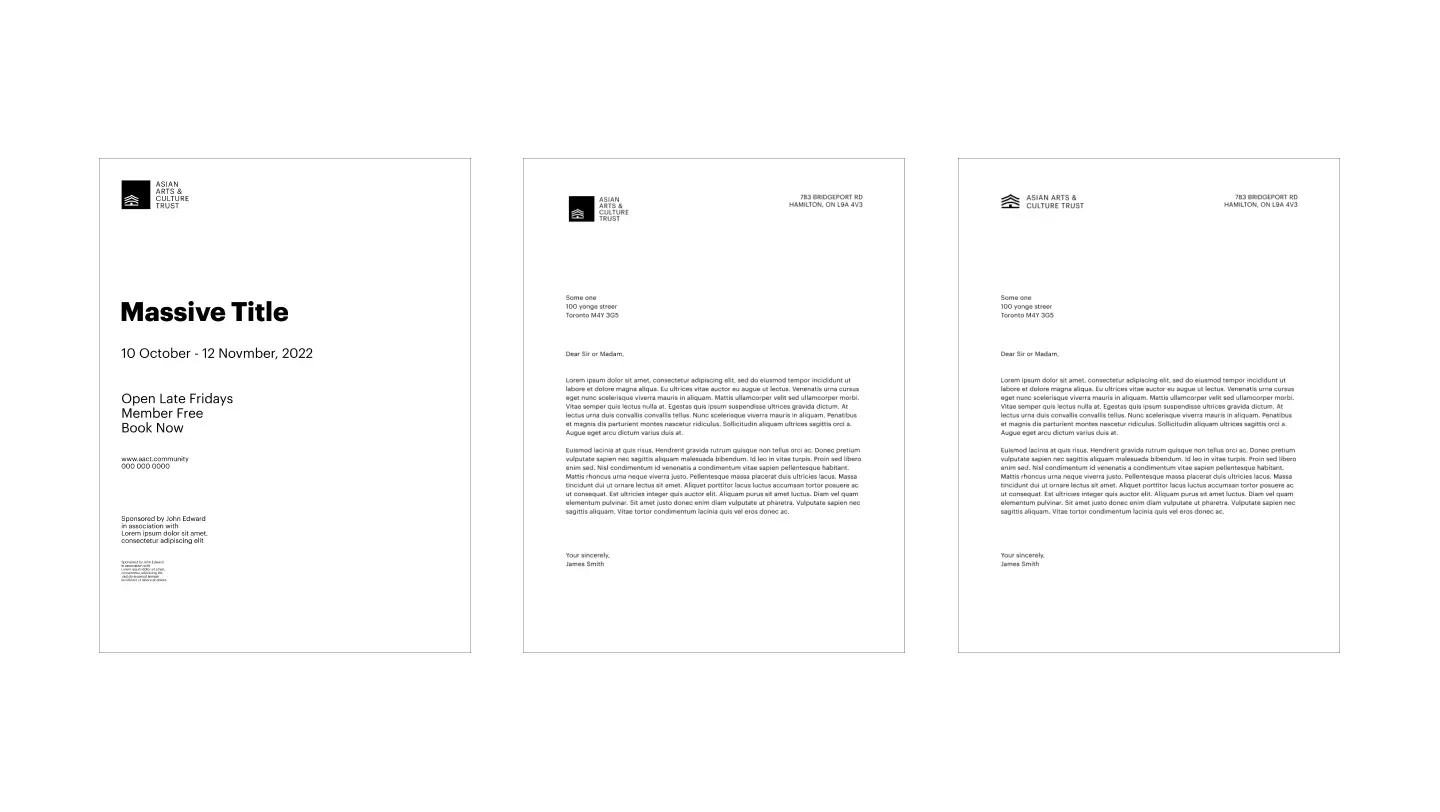 ASIAN
ARTS &
CULTURE
TRUST
Massive Title
10 October - 12 Novmber, 2022
Open Late Fridays
Member Free
Book Now
www.aact.community
000 000 0000
Sponsored by John Edward
in association with
Lorem ipsum dolor sit amet,
consectetur adipiscing elit
Sponsored by John Edward
in association with
Lorem ipsum dolor sit amet,
consectetur adipiscing elit,
sed do eiusmod tempor
incididunt ut labore et dolore
ASIAN
ARTS &
CULTURE
TRUST
783 BRIDGEPORT RD
HAMILTON, ON L9A 4V3
Some one
100 yonge streer
Toronto M4Y 3G5
Dear Sir or Madam,
Lorem ipsum dolor sit amet, consectetur adipiscing elit, sed do eiusmod tempor incididunt ut
labore et dolore magna aliqua. Eu ultrices vitae auctor eu augue ut lectus. Venenatis urna cursus
eget nunc scelerisque viverra mauris in aliquam. Mattis ullamcorper velit sed ullamcorper morbi.
Vitae semper quis lectus nulla at. Egestas quis ipsum suspendisse ultrices gravida dictum. At
lectus urna duis convallis convallis tellus. Nunc scelerisque viverra mauris in aliquam. Penatibus
et magnis dis parturient montes nascetur ridiculus. Sollicitudin aliquam ultrices sagittis orci a.
Augue eget arcu dictum varius duis at.
Euismod lacinia at quis risus. Hendrerit gravida rutrum quisque non tellus orci ac. Donec pretium
vulputate sapien nec sagittis aliquam malesuada bibendum. Id leo in vitae turpis. Proin sed libero
enim sed. Nisl condimentum id venenatis a condimentum vitae sapien pellentesque habitant.
Mattis rhoncus urna neque viverra justo. Pellentesque massa placerat duis ultricies lacus. Massa
tincidunt dui ut ornare lectus sit amet. Aliquet porttitor lacus luctus accumsan tortor posuere ac
ut consequat. Est ultricies integer quis auctor elit. Aliquam purus sit amet luctus. Diam vel quam
elementum pulvinar. Sit amet justo donec enim diam vulputate ut pharetra. Vulputate sapien nec
sagittis aliquam. Vitae tortor condimentum lacinia quis vel eros donec ac.
Your sincerely,
James Smith
ASIAN ARTS &
CULTURE TRUST
783 BRIDGEPORT RD
HAMILTON, ON L9A 4V3
Some one
100 yonge streer
Toronto M4Y 3G5
Dear Sir or Madam,
Lorem ipsum dolor sit amet, consectetur adipiscing elit, sed do eiusmod tempor incididunt ut
labore et dolore magna aliqua. Eu ultrices vitae auctor eu augue ut lectus. Venenatis urna cursus
eget nunc scelerisque viverra mauris in aliquam. Mattis ullamcorper velit sed ullamcorper morbi.
Vitae semper quis lectus nulla at. Egestas quis ipsum suspendisse ultrices gravida dictum. At
lectus urna duis convallis convallis tellus. Nunc scelerisque viverra mauris in aliquam. Penatibus
et magnis dis parturient montes nascetur ridiculus. Sollicitudin aliquam ultrices sagittis orci a.
Augue eget arcu dictum varius duis at.
Euismod lacinia at quis risus. Hendrerit gravida rutrum quisque non tellus orci ac. Donec pretium
vulputate sapien nec sagittis aliquam malesuada bibendum. Id leo in vitae turpis. Proin sed libero
enim sed. Nisl condimentum id venenatis a condimentum vitae sapien pellentesque habitant.
Mattis rhoncus urna neque viverra justo. Pellentesque massa placerat duis ultricies lacus. Massa
tincidunt dui ut ornare lectus sit amet. Aliquet porttitor lacus luctus accumsan tortor posuere ac
ut consequat. Est ultricies integer quis auctor elit. Aliquam purus sit amet luctus. Diam vel quam
elementum pulvinar. Sit amet justo donec enim diam vulputate ut pharetra. Vulputate sapien nec
sagittis aliquam. Vitae tortor condimentum lacinia quis vel eros donec ac.
Your sincerely,
James Smith